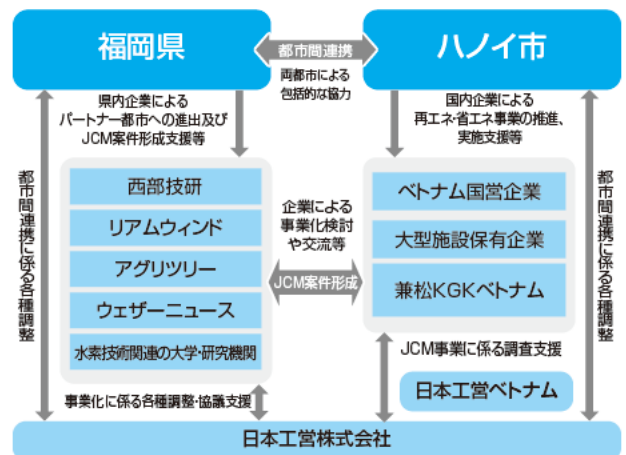 福岡県
都市間連携
ハノイ市
両都市による
包括的な協力
県内企業による
パートナー都市への進出及び
JCM案件形成支援等
国内企業による
再エネ・省エネ事業の推進、
実施支援等
都市間連携に係る各種調整
西部技研
リアムウィンド
アグリツリー
ウェザーニュース
水素技術関連の大学・研究機関
企業による
事業化検討
や交流等
JCM案件形成
ベトナム国営企業
大型施設保有企業
兼松KGKベトナム
都市間連携に係る各種調整
事業化に係る各種調整・協議支援
JCM事業に係る調査支援
日本工営ベトナム
日本工営株式会社